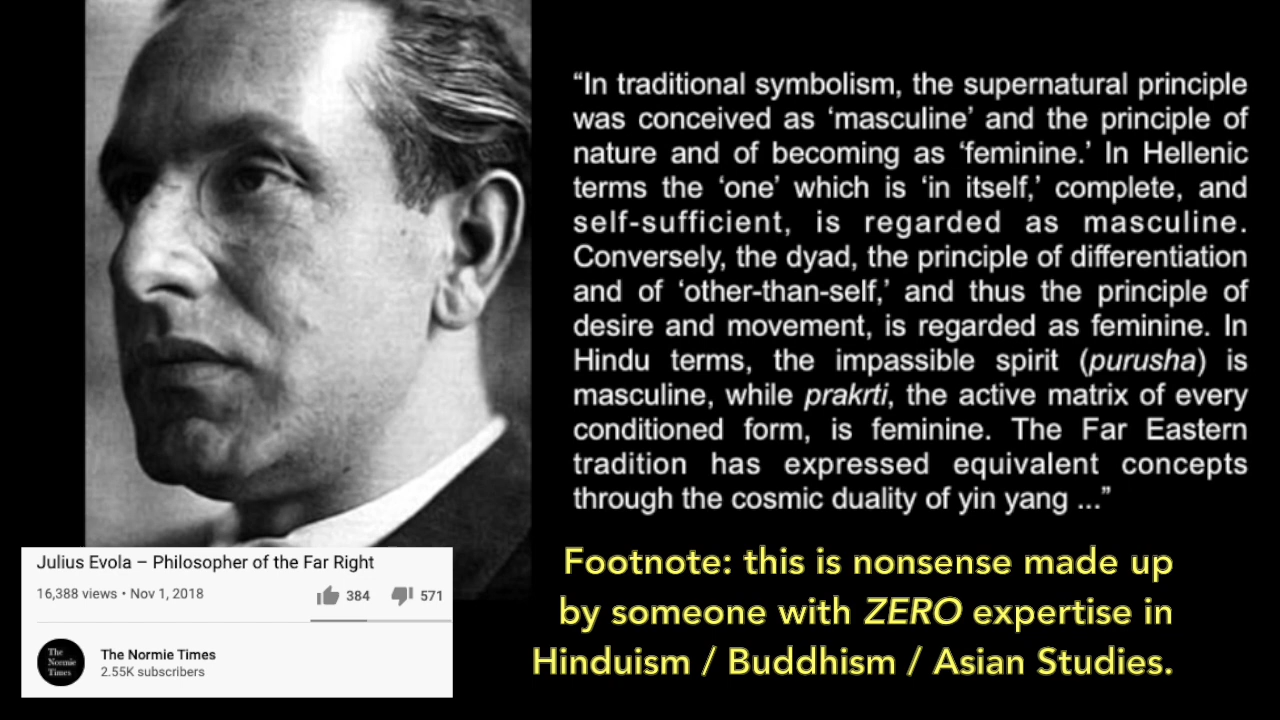 “In traditional symbolism, the supernatural principle
was conceived as ‘masculine’ and the principle of
nature and of becoming as ‘feminine.’ In Hellenic
terms the ‘one’ which is ‘in itself,’ complete, and
self-sufficient, is regarded as masculine.
Conversely, the dyad, the principle of differentiation
and of ‘other-than-self,’ and thus the principle of
desire and movement, is regarded as feminine. In
Hindu terms, the impassible spirit (purusha) is
masculine, while prakrti, the active matrix of every
conditioned form, is feminine. The Far Eastern
tradition has expressed equivalent concepts
through the cosmic duality of yin yang ...”
Julius Evola – Philosopher of the Far Right
16,388 views • Nov 1, 2018
384
571
The
Normie
Times
The Normie Times
2.55K subscribers
Footnote: this is nonsense made up
by someone with ZERO expertise in
Hinduism / Buddhism / Asian Studies.